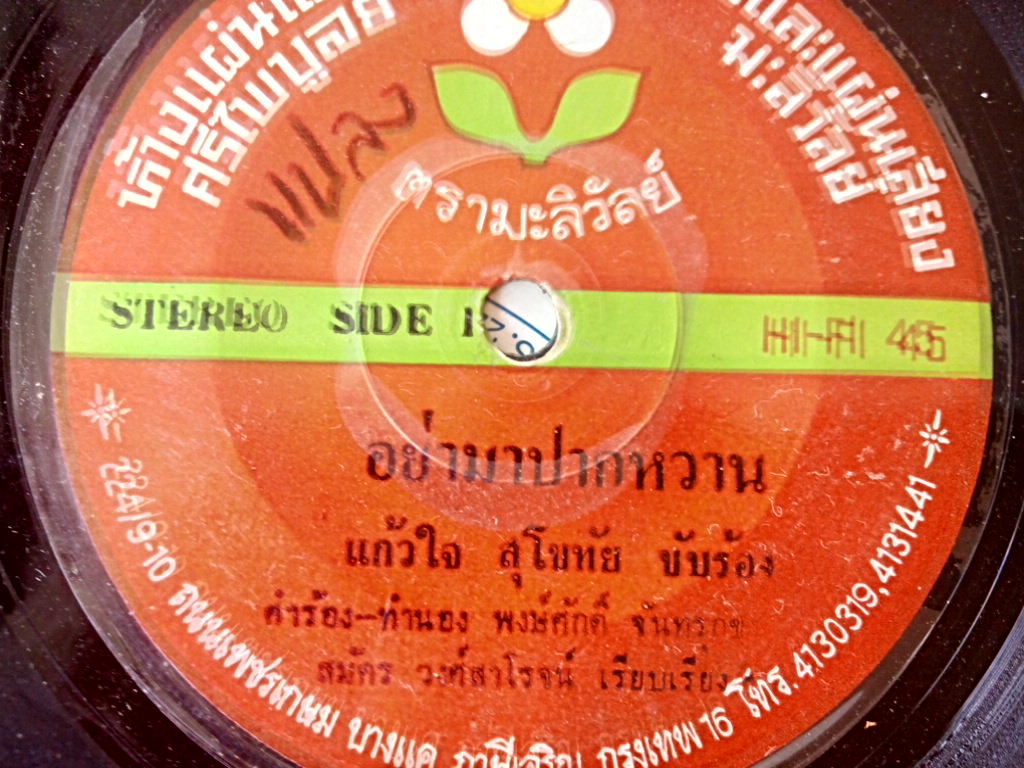 ห้างแผ่นเสียง
ศรีไพบูลย์
และแผ่นเสียง
มะลิวัลย์
แปลง
ตรามะลิวัลย์
STEREO SIDE 1
HI-FI 45
อย่ามาปากหวาน
แก้วใจ สุโขทัย ขับร้อง
คำร้อง-ทำนอง พงษ์ศักดิ์ จันทรุกขา
สมัคร วงศ์สาโรจน์ เรียบเรียง
224/9-10 ถนนเพชรเกษม บางแค ภาษีเจริญ กรุงเทพ 16 โทร. 4130319, 4131441